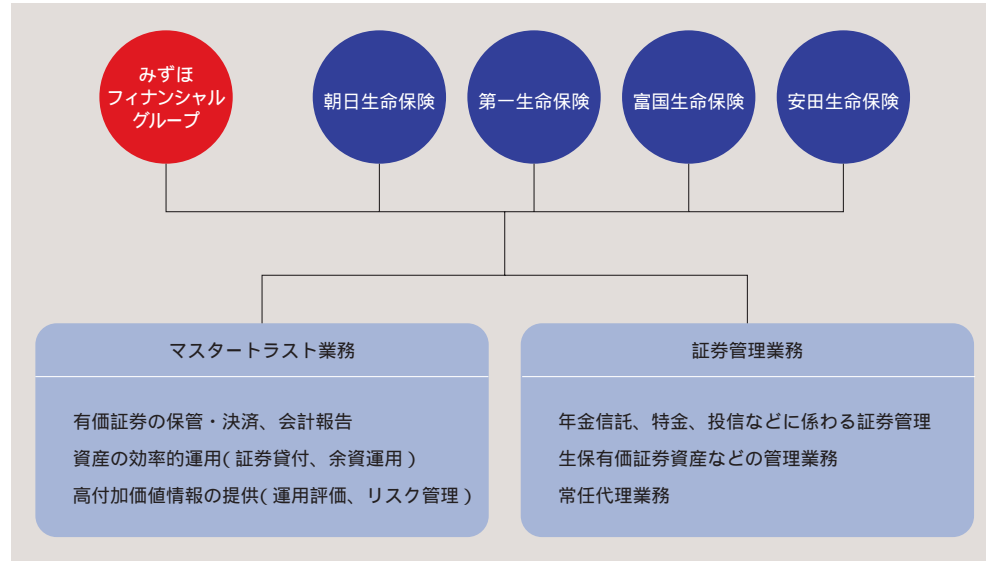 みずほ
フィナンシャル
グループ
朝日生命保険
第一生命保険
富国生命保険
安田生命保険
マスタートラスト業務
有価証券の保管・決済、会計報告
資産の効率的運用( 証券貸付、余資運用 )
高付加価値情報の提供( 運用評価、リスク管理 )
証券管理業務
年金信託、特金、投信などに係わる証券管理
生保有価証券資産などの管理業務
常任代理業務